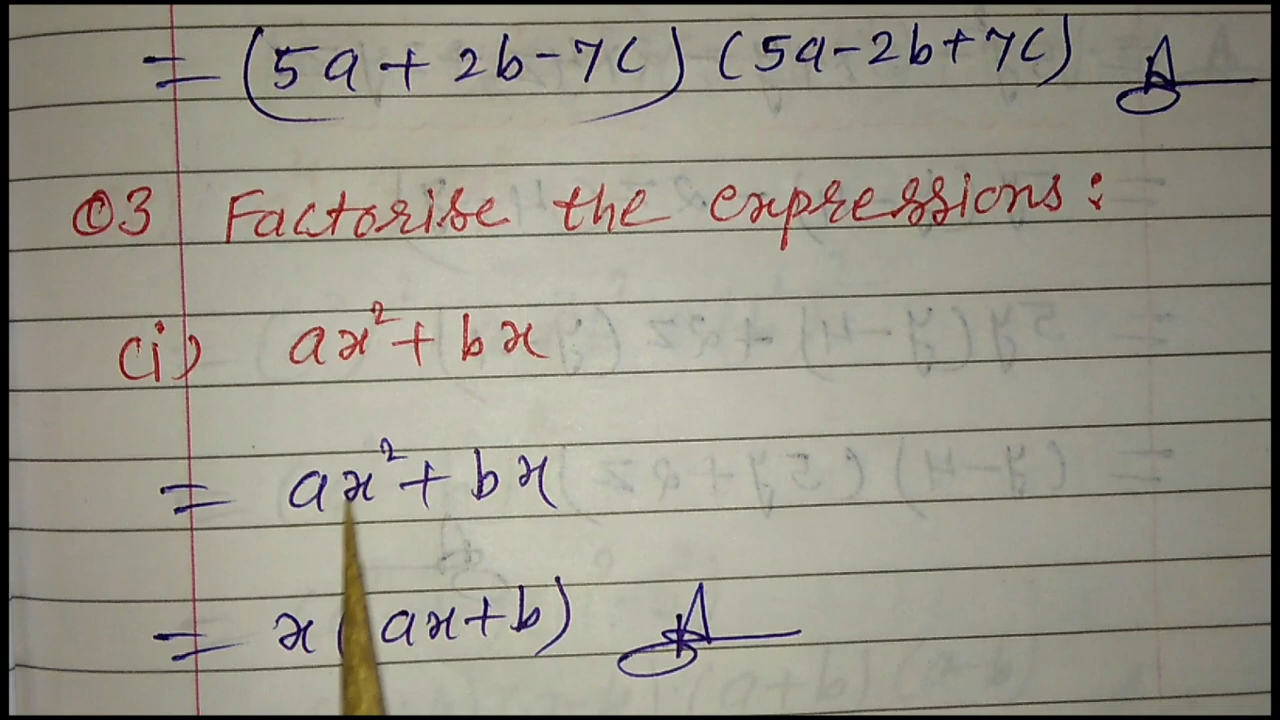 = (5a + 2b - 7c) (5a - 2b + 7c) A
Q3 Factorise the expressions:
(i) ax² + bx
= ax² + bx
= x(ax + b) A